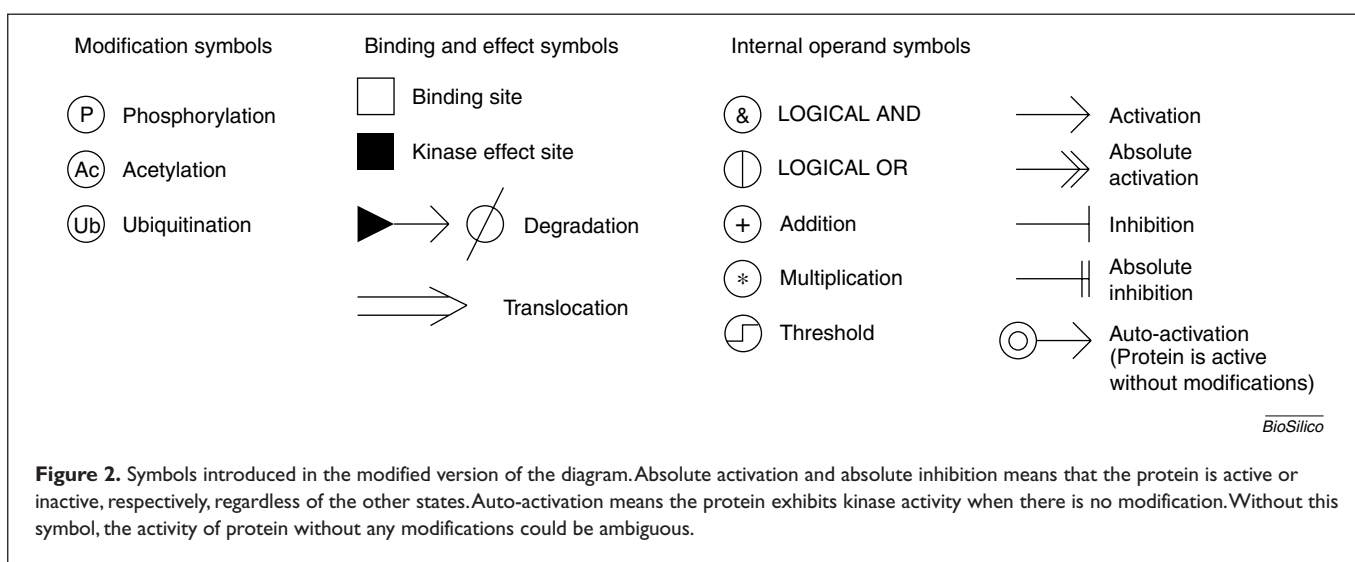 Modification symbols
Binding and effect symbols
Internal operand symbols
P Phosphorylation
Ac Acetylation
Ub Ubiquitination
Binding site
Kinase effect site
Degradation
Translocation
& LOGICAL AND
LOGICAL OR
+ Addition
* Multiplication
Threshold
Activation
Absolute
activation
Inhibition
Absolute
inhibition
Auto-activation
(Protein is active
without modifications)
BioSilico
Figure 2. Symbols introduced in the modified version of the diagram. Absolute activation and absolute inhibition means that the protein is active or
inactive, respectively, regardless of the other states. Auto-activation means the protein exhibits kinase activity when there is no modification. Without this
symbol, the activity of protein without any modifications could be ambiguous.